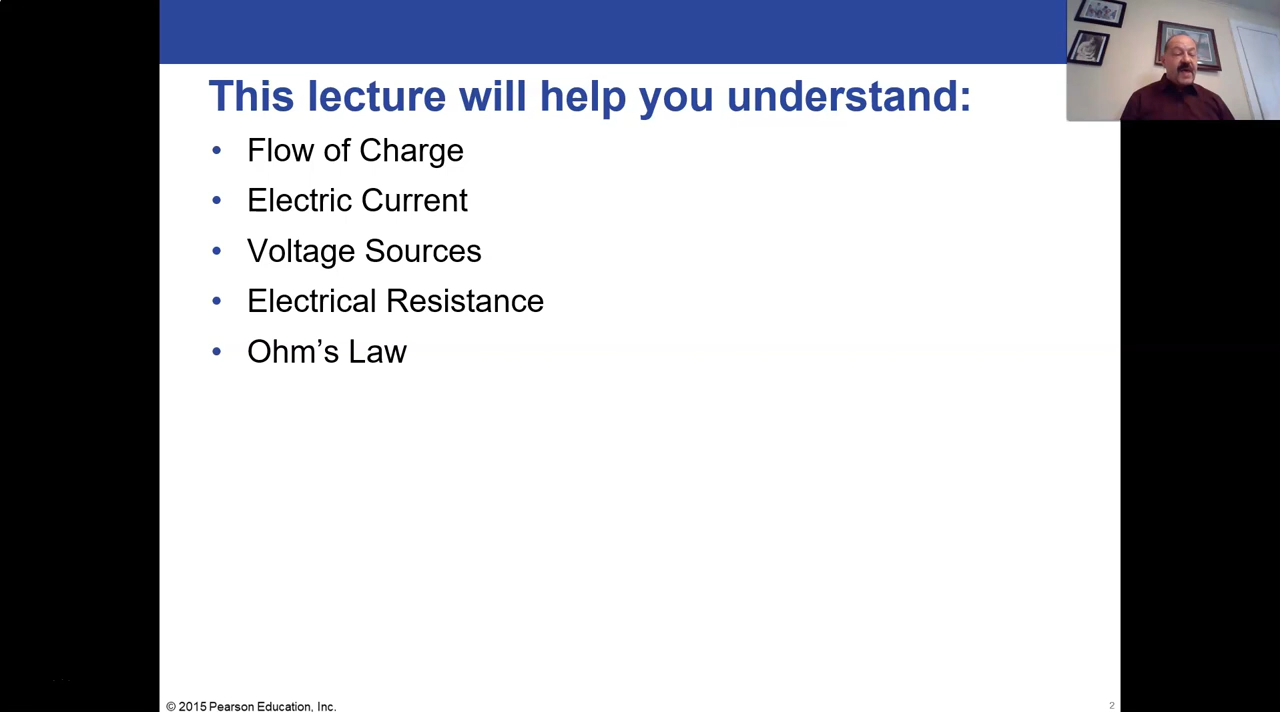 This lecture will help you understand:
• Flow of Charge
• Electric Current
• Voltage Sources
• Electrical Resistance
• Ohm’s Law
© 2015 Pearson Education, Inc.
2